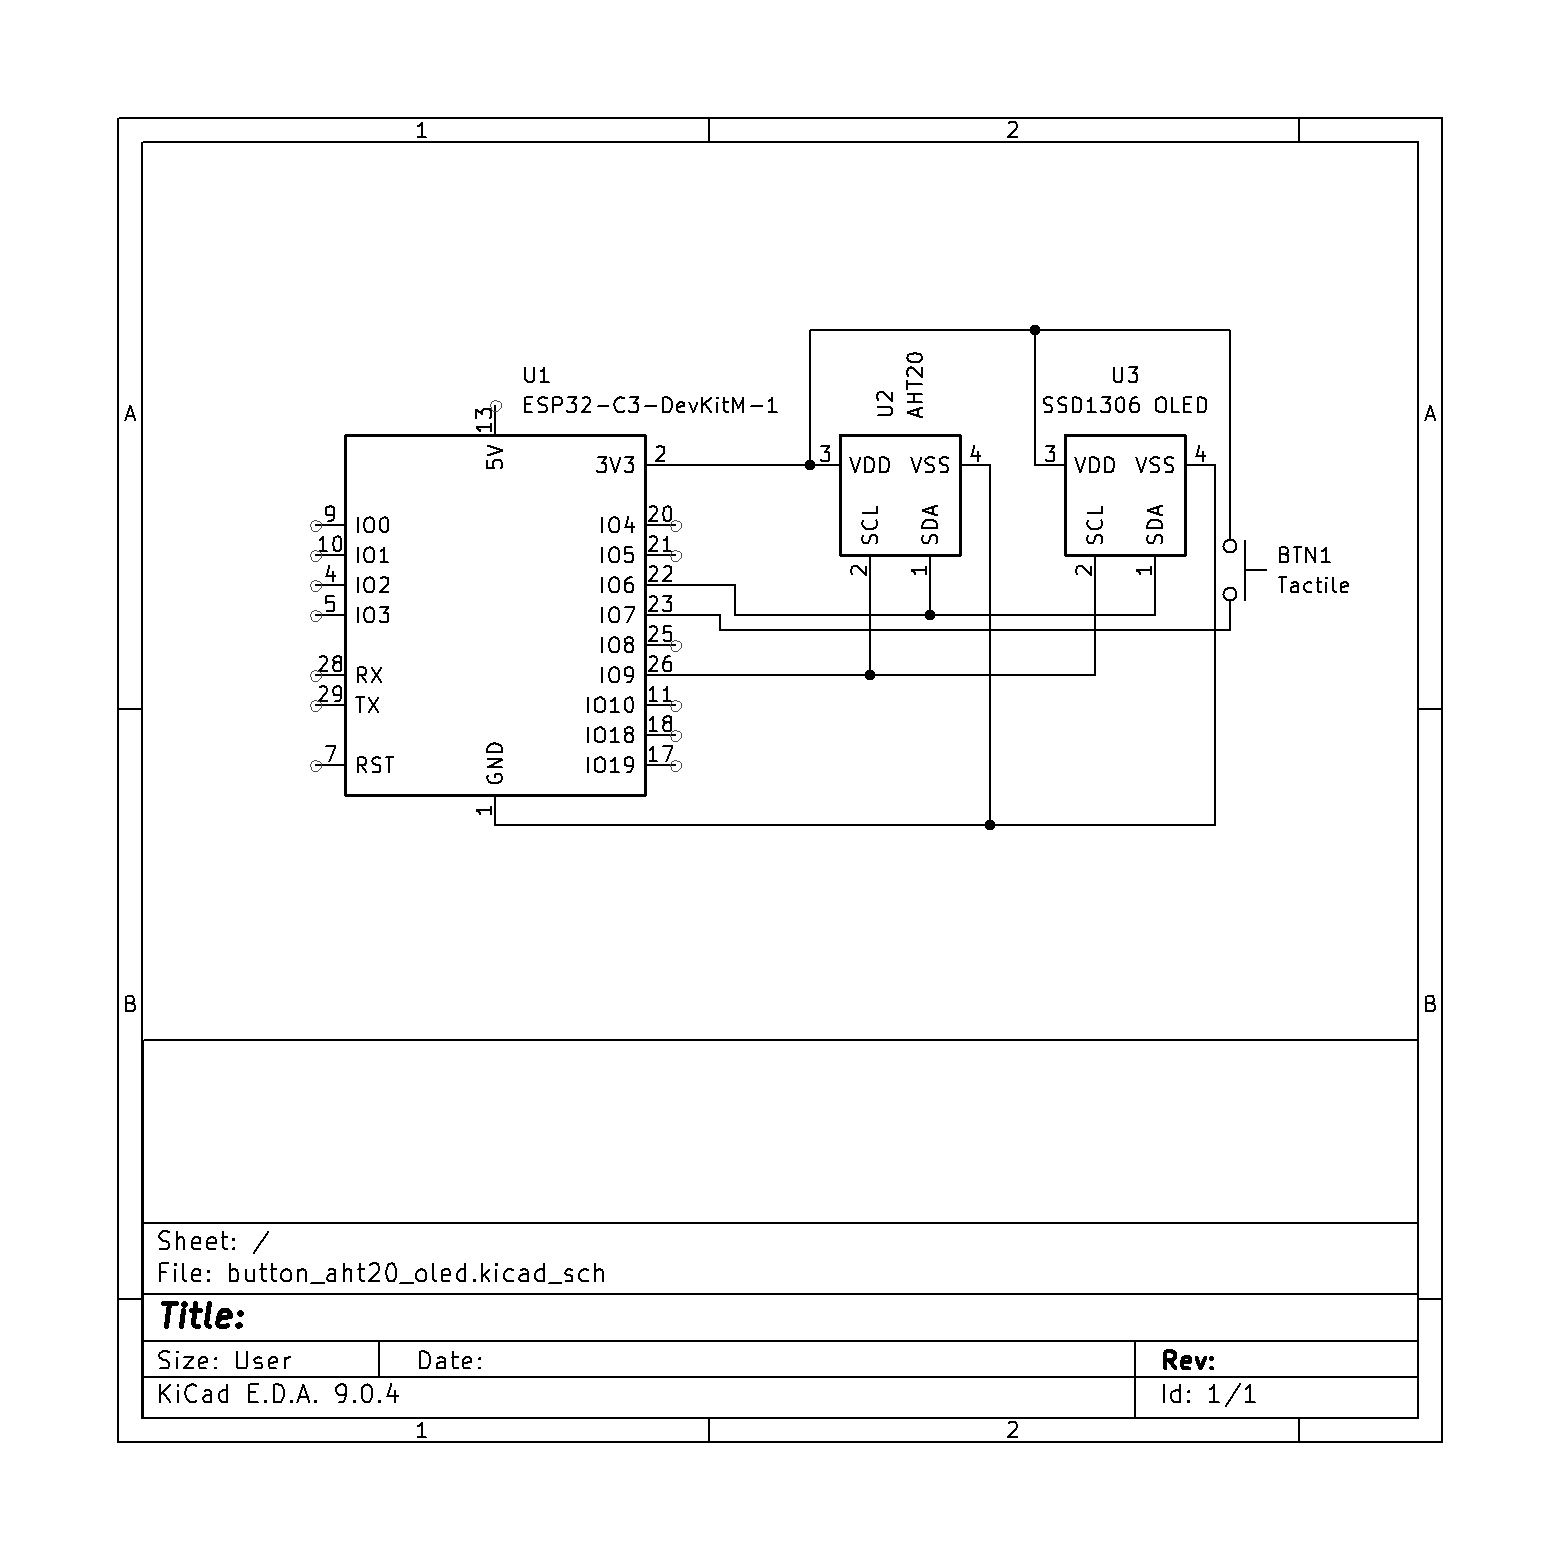 1 2
A A
B B
U1
ESP32-C3-DevKitM-1
U2
AHT20
U3
SSD1306 OLED
13
5V
3V3 2
3 VDD VSS 4
SCL SDA
2 1
3 VDD VSS 4
SCL SDA
2 1
9 IO0
10 IO1
4 IO2
5 IO3
28 RX
29 TX
7 RST
IO4 20
IO5 21
IO6 22
IO7 23
IO8 25
IO9 26
IO10 11
IO18 18
IO19 17
GND
1
BTN1
Tactile
Sheet: /
File: button_aht20_oled.kicad_sch
Title:
Size: User Date: Rev:
KiCad E.D.A. 9.0.4 Id: 1/1
1 2